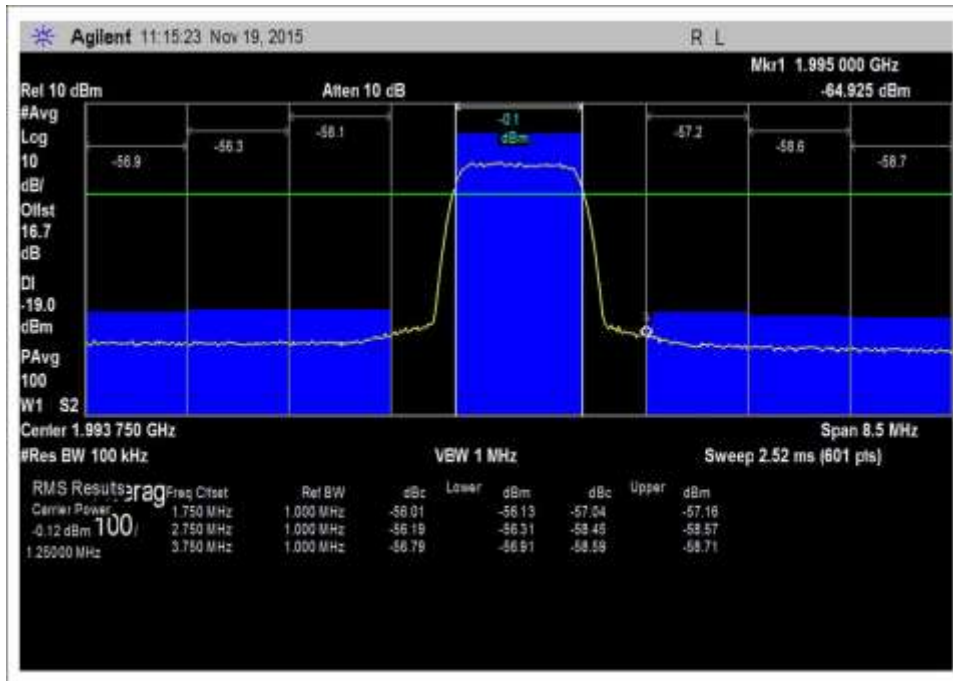 Agilent 11:15:23 Nov 19, 2015 R L
Mkr1 1.995 000 GHz
Ref 10 dBm Atten 10 dB -64.925 dBm
#Avg
Log
10
dB/
Offst
16.7
dB
DI
-19.0
dBm
PAvg
100
W1 S2
-56.9 -56.3 -56.1 -0.1 dBm -57.2 -58.6 -58.7
Center 1.993 750 GHz Span 8.5 MHz
#Res BW 100 kHz VBW 1 MHz Sweep 2.52 ms (601 pts)
RMS Results Freq Offset Ref BW dBc Lower dBm dBc Upper dBm
Carrier Power 1.750 MHz 1.000 MHz -56.01 -56.13 -57.04 -57.16
-0.12 dBm 100/ 2.750 MHz 1.000 MHz -56.19 -56.31 -58.45 -58.57
1.25000 MHz 3.750 MHz 1.000 MHz -56.79 -56.91 -58.59 -58.71